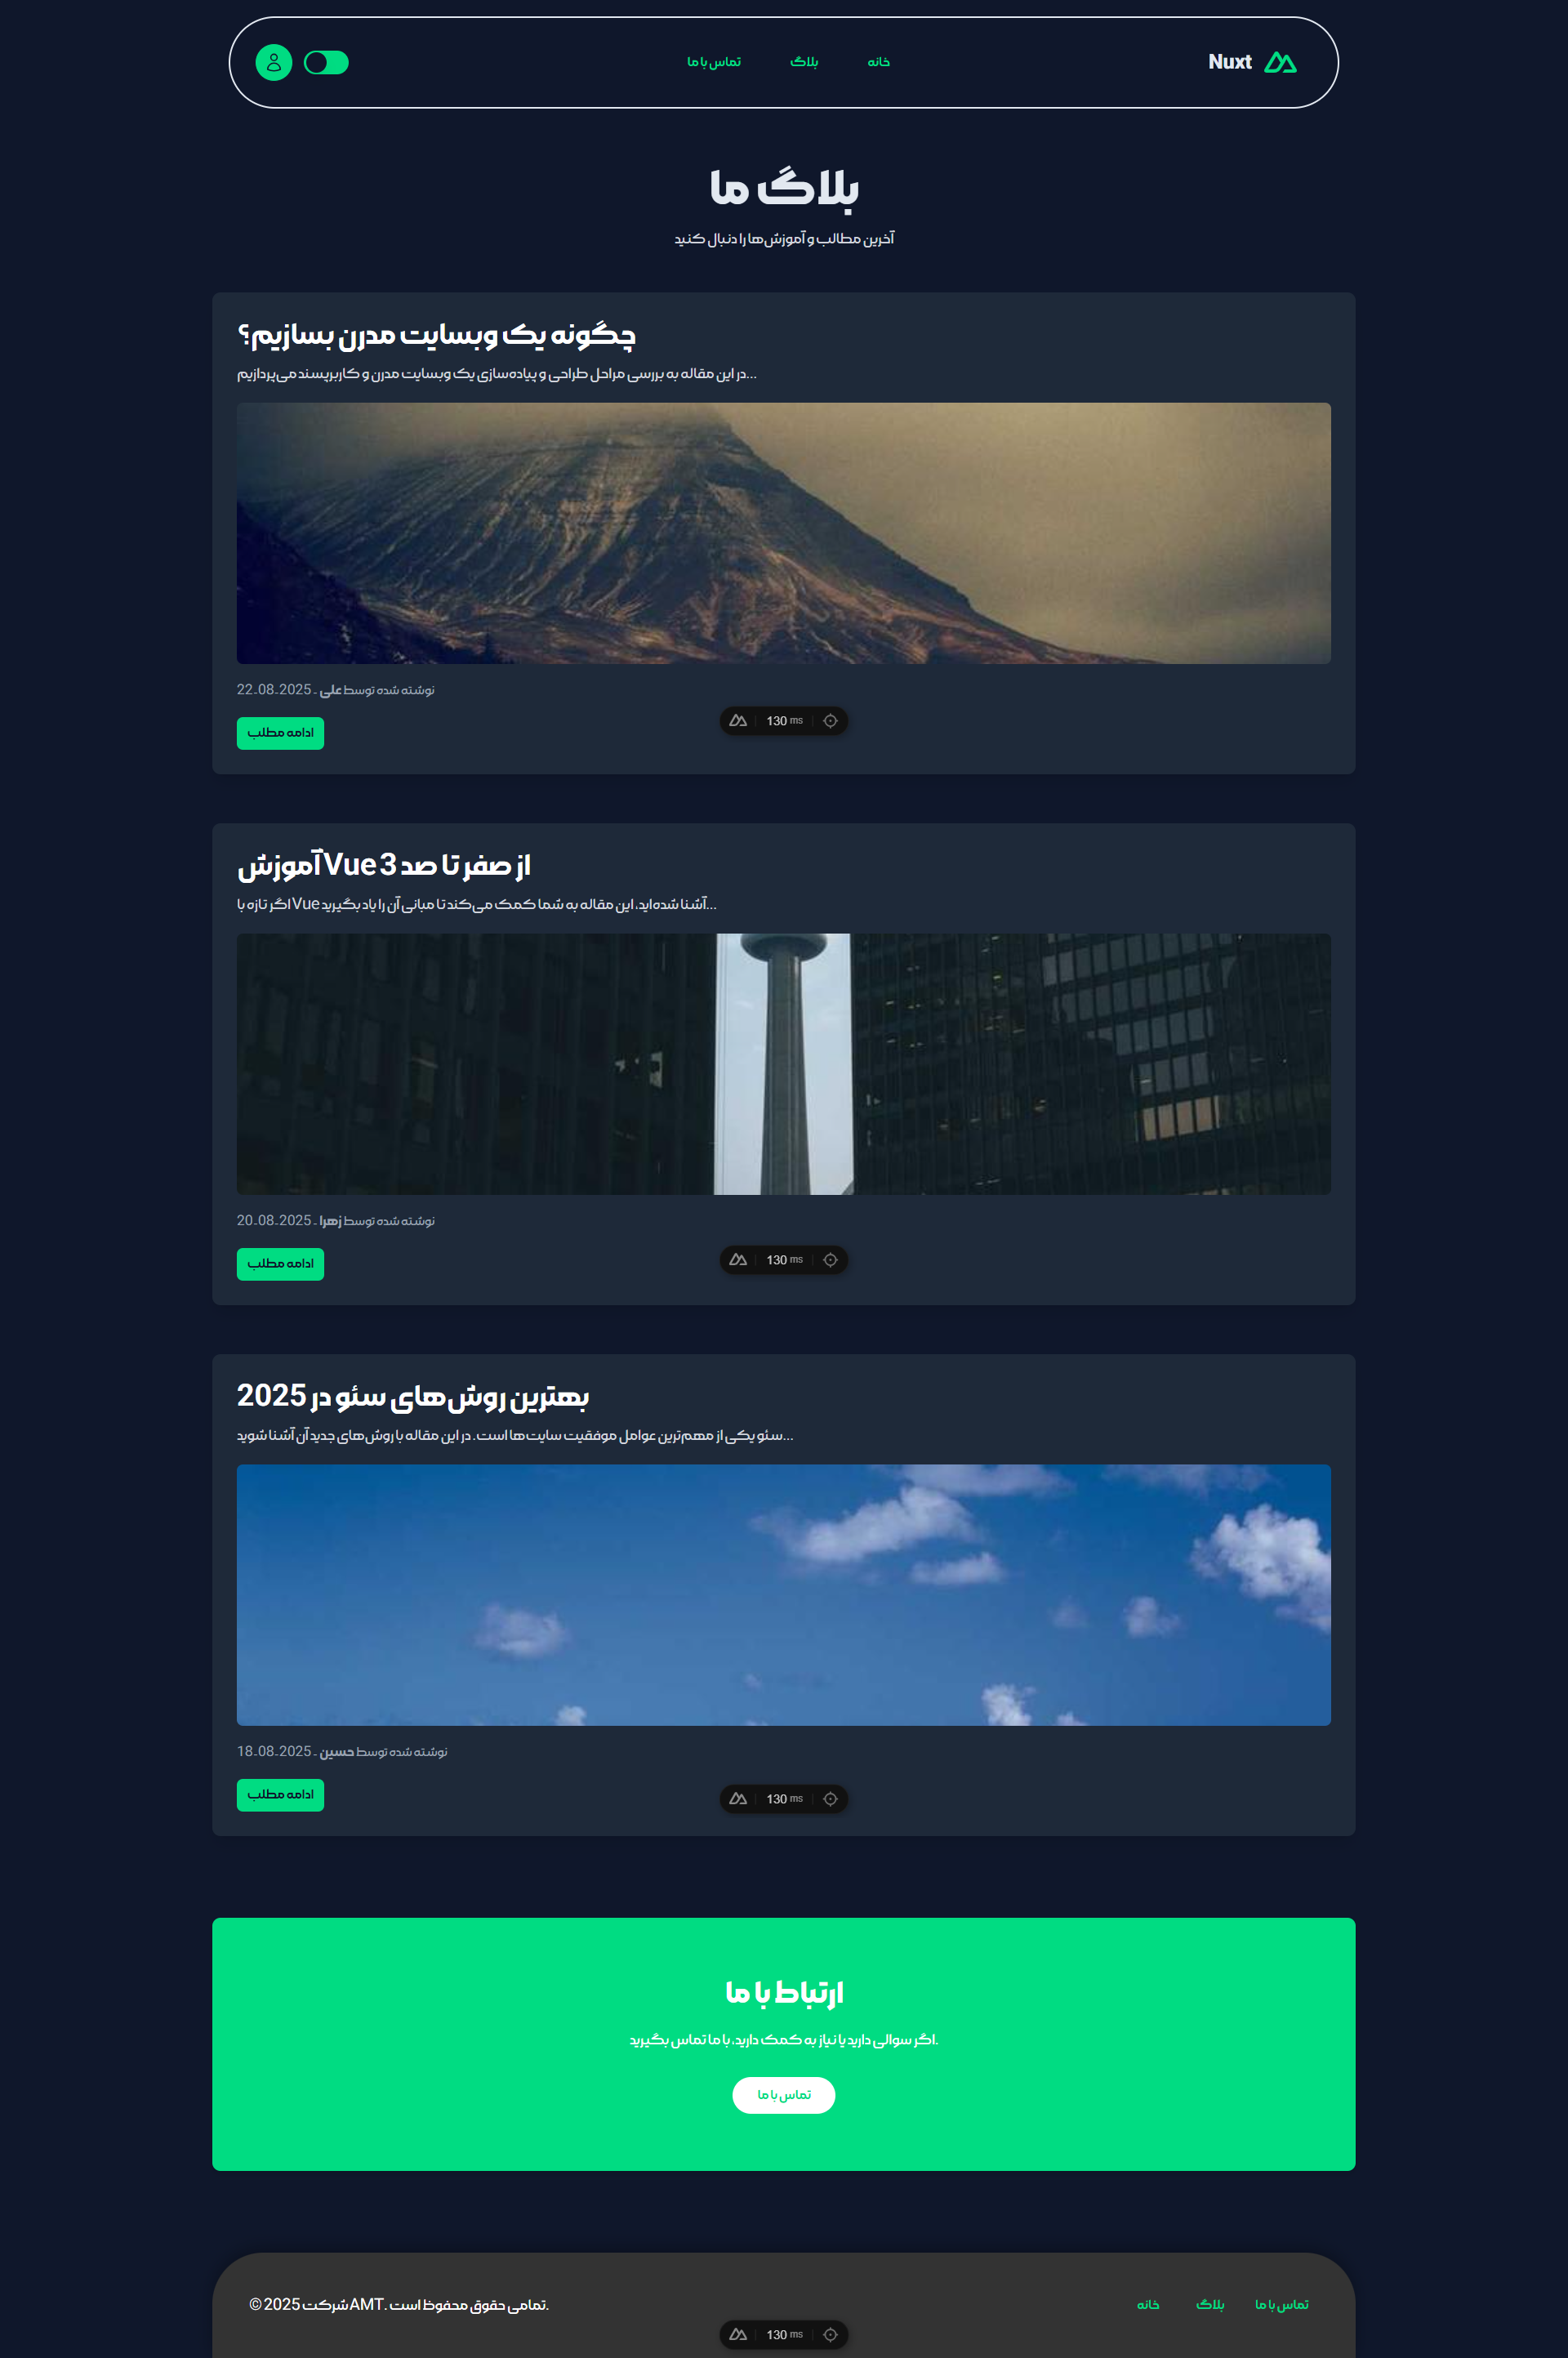 Nuxt
خانه
بلاگ
تماس با ما
بلاگ ما
آخرین مطالب و آموزش‌ها را دنبال کنید
چگونه یک وبسایت مدرن بسازیم؟
در این مقاله به بررسی مراحل طراحی و پیاده‌سازی یک وبسایت مدرن و کاربرپسند می‌پردازیم...
نوشته شده توسط علی - 2025-08-22
ادامه مطلب
130 ms
آموزش Vue 3 از صفر تا صد
اگر تازه با Vue آشنا شده‌اید، این مقاله به شما کمک می‌کند تا مبانی آن را یاد بگیرید...
نوشته شده توسط زهرا - 2025-08-20
ادامه مطلب
130 ms
بهترین روش‌های سئو در 2025
سئو یکی از مهم‌ترین عوامل موفقیت سایت‌ها است. در این مقاله با روش‌های جدید آن آشنا شوید...
نوشته شده توسط حسین - 2025-08-18
ادامه مطلب
130 ms
ارتباط با ما
اگر سوالی دارید یا نیاز به کمک دارید، با ما تماس بگیرید.
تماس با ما
© 2025 شرکت AMT. تمامی حقوق محفوظ است.
تماس با ما
بلاگ
خانه
130 ms